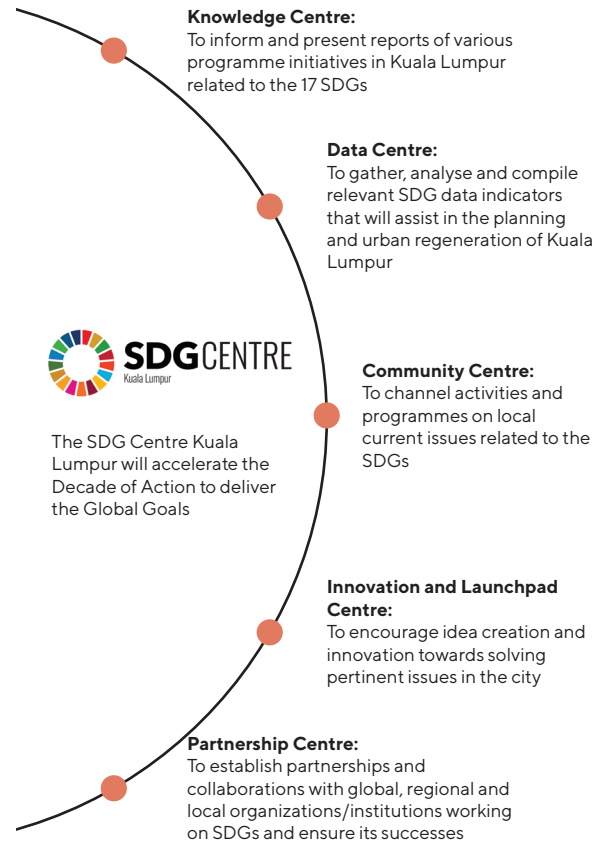 Knowledge Centre:
To inform and present reports of various
programme initiatives in Kuala Lumpur
related to the 17 SDGs
Data Centre:
To gather, analyse and compile
relevant SDG data indicators
that will assist in the planning
and urban regeneration of Kuala
Lumpur
SDGCENTRE
Kuala Lumpur
The SDG Centre Kuala
Lumpur will accelerate the
Decade of Action to deliver
the Global Goals
Community Centre:
To channel activities and
programmes on local
current issues related to the
SDGs
Innovation and Launchpad
Centre:
To encourage idea creation and
innovation towards solving
pertinent issues in the city
Partnership Centre:
To establish partnerships and
collaborations with global, regional and
local organizations/institutions working
on SDGs and ensure its successes